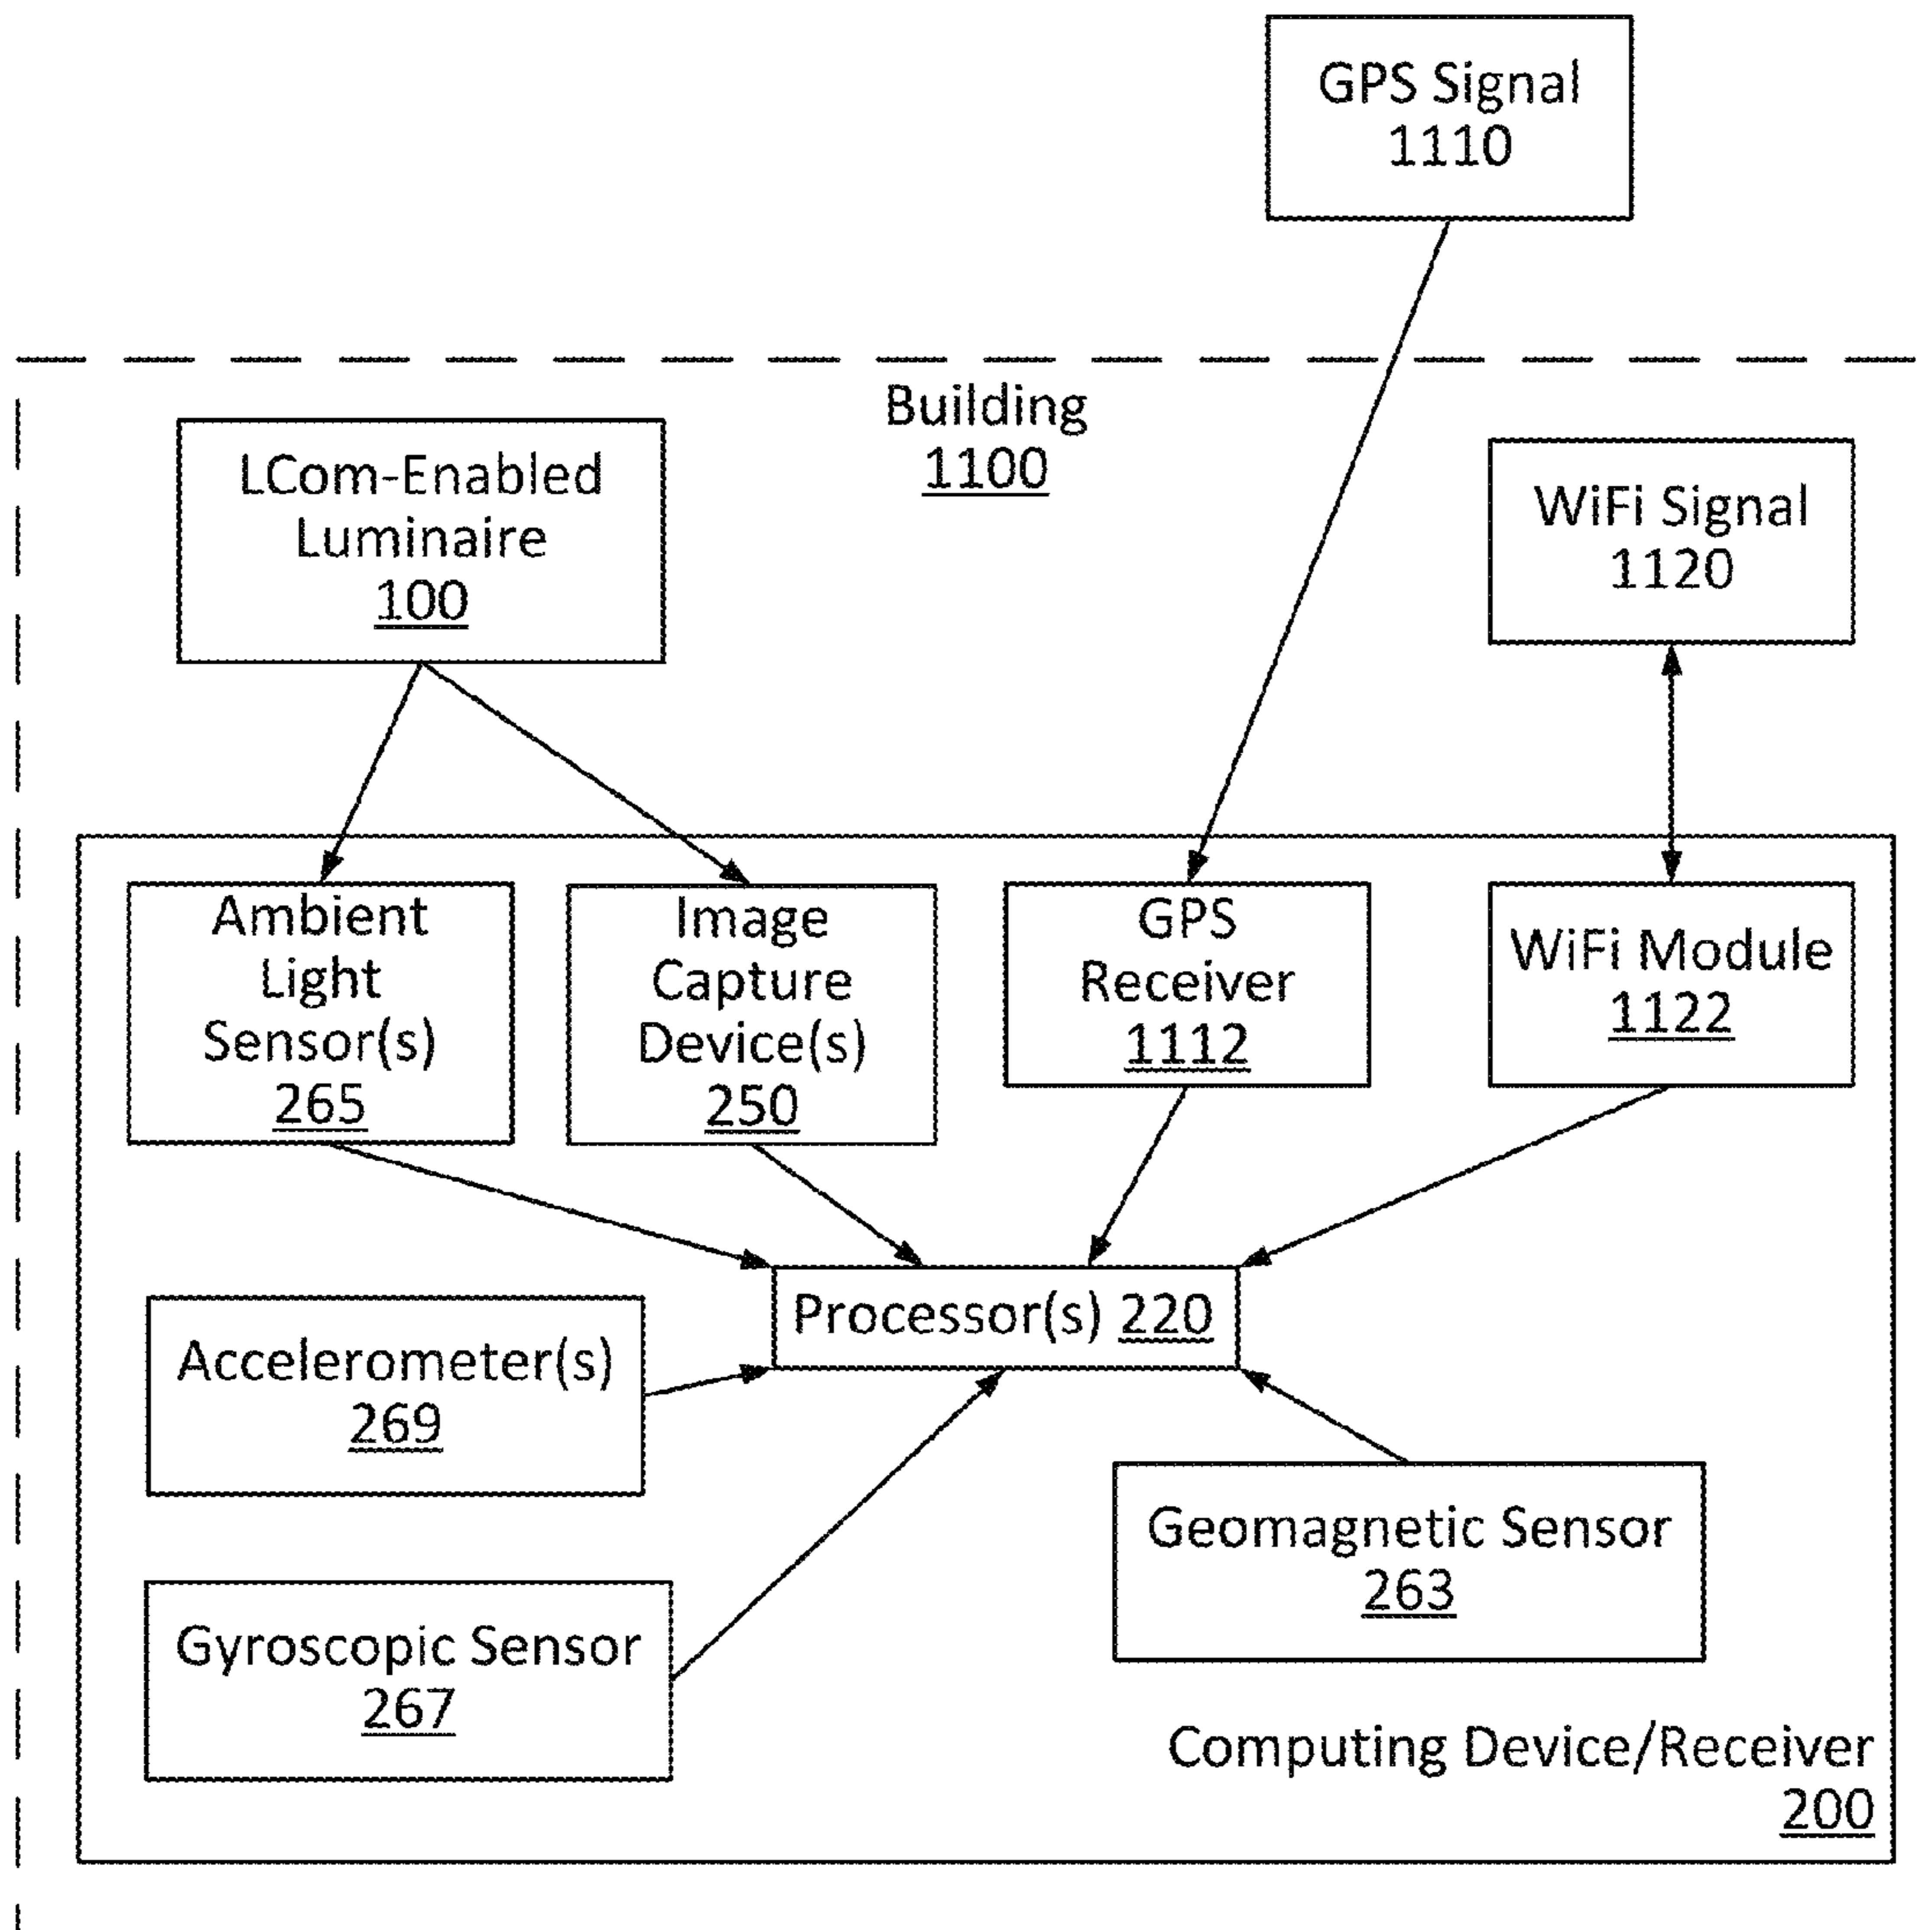 GPS Signal
1110
Building
1100
LCom-Enabled
Luminaire
100
WiFi Signal
1120
Ambient
Light
Sensor(s)
265
Image
Capture
Device(s)
250
GPS
Receiver
1112
WiFi Module
1122
Processor(s) 220
Accelerometer(s)
269
Geomagnetic Sensor
263
Gyroscopic Sensor
267
Computing Device/Receiver
200